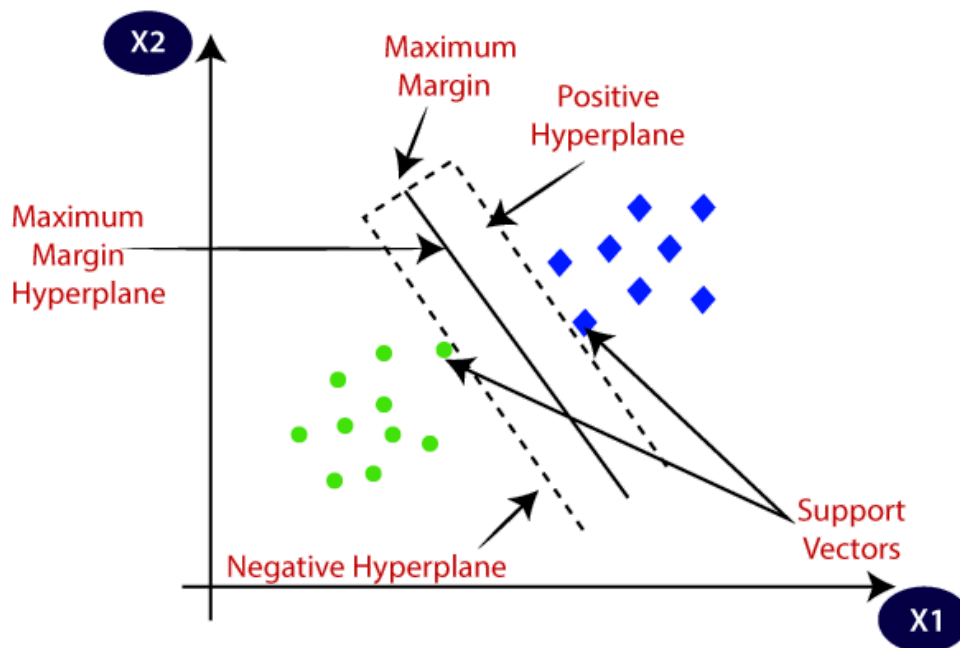 X2
Maximum
Margin
Positive
Hyperplane
Maximum
Margin
Hyperplane
Support
Vectors
Negative Hyperplane
X1